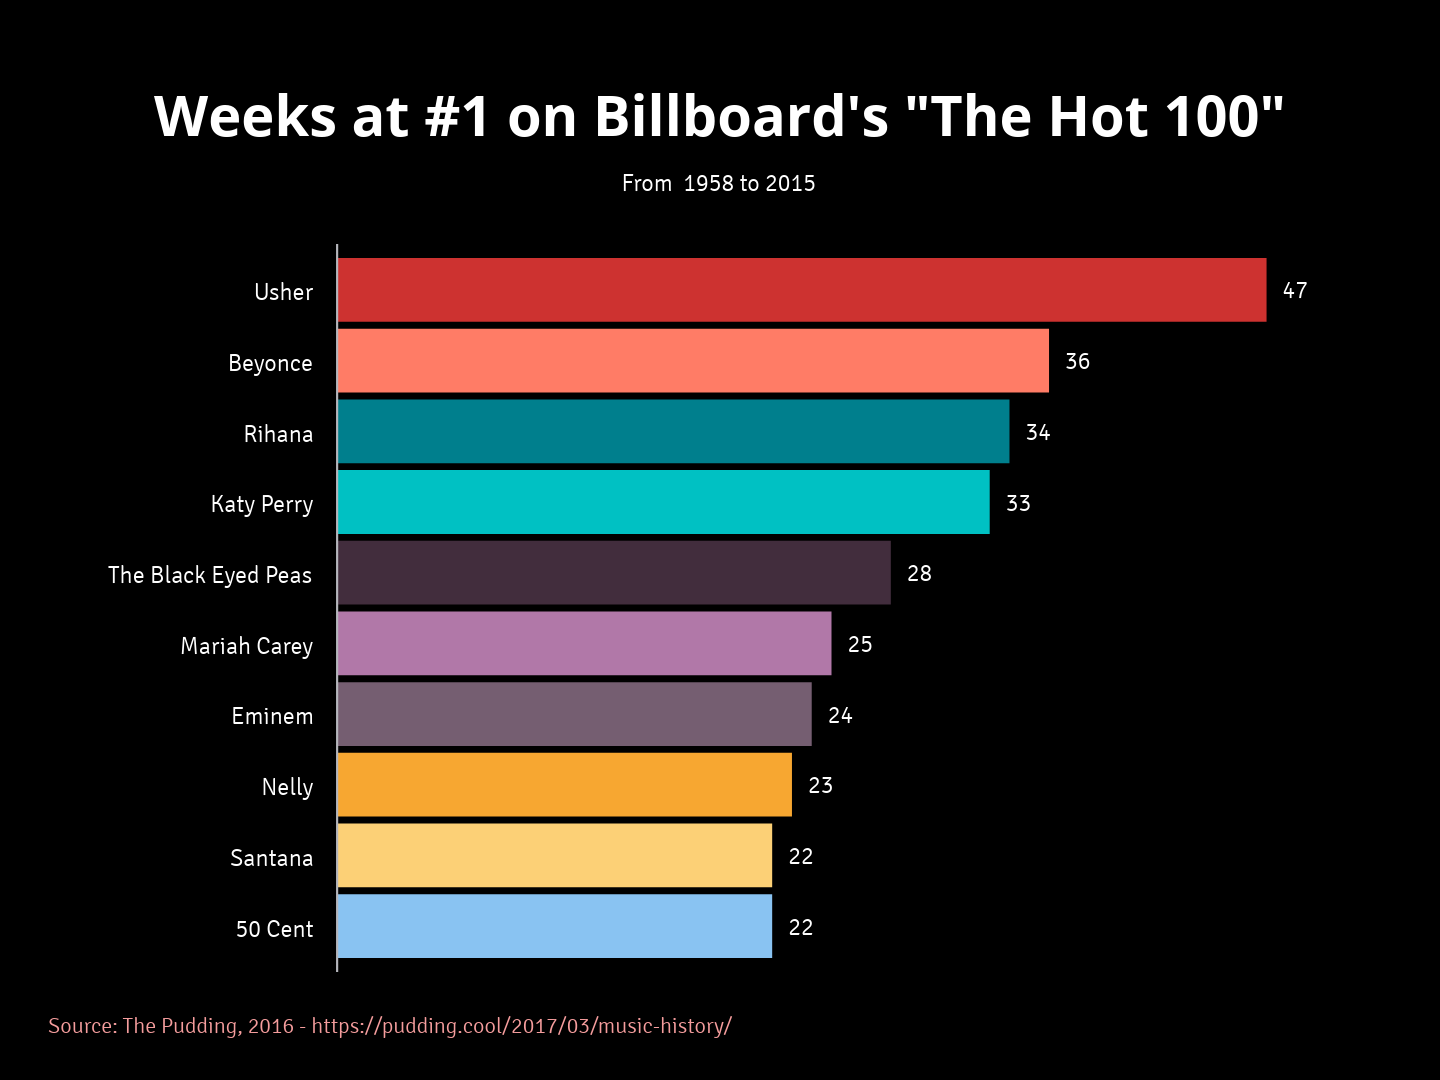 Weeks at #1 on Billboard's "The Hot 100"
From  1958 to 2015
Usher 47
Beyonce 36
Rihana 34
Katy Perry 33
The Black Eyed Peas 28
Mariah Carey 25
Eminem 24
Nelly 23
Santana 22
50 Cent 22
Source: The Pudding, 2016 - https://pudding.cool/2017/03/music-history/